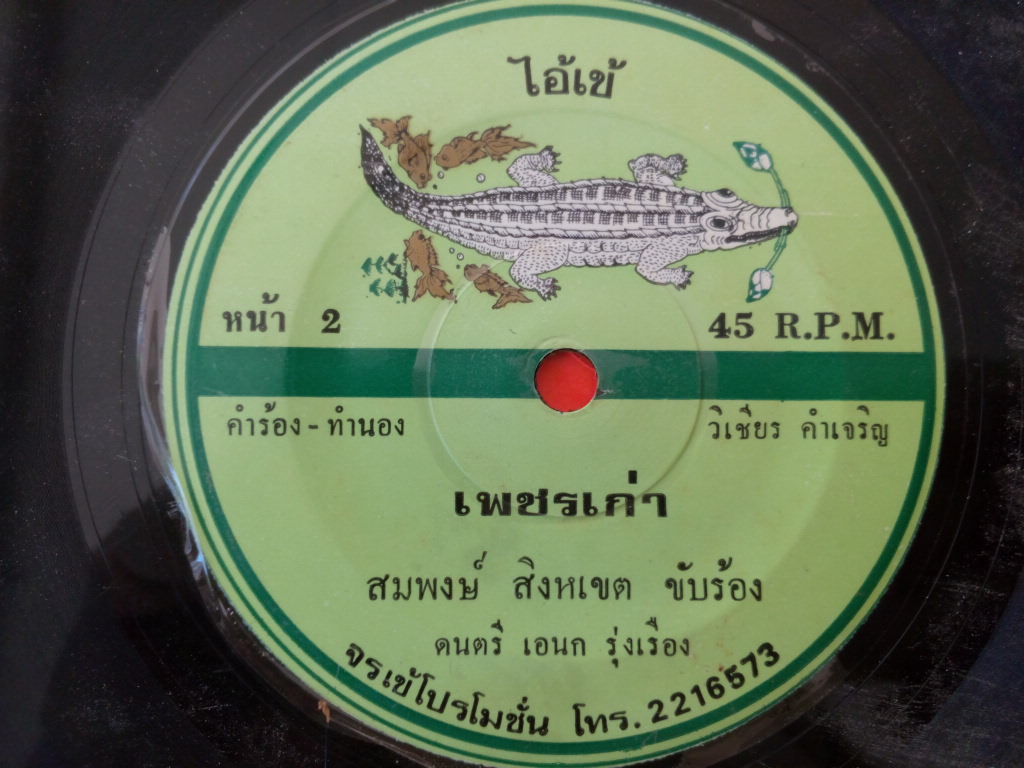 ไอ้เข้
หน้า 2 45 R.P.M.
คำร้อง - ทำนอง วิเชียร คำเจริญ
เพชรเก่า
สมพงษ์ สิงหเขต ขับร้อง
ดนตรี เอนก รุ่งเรือง
จรเข้โปรโมชั่น โทร. 2216573